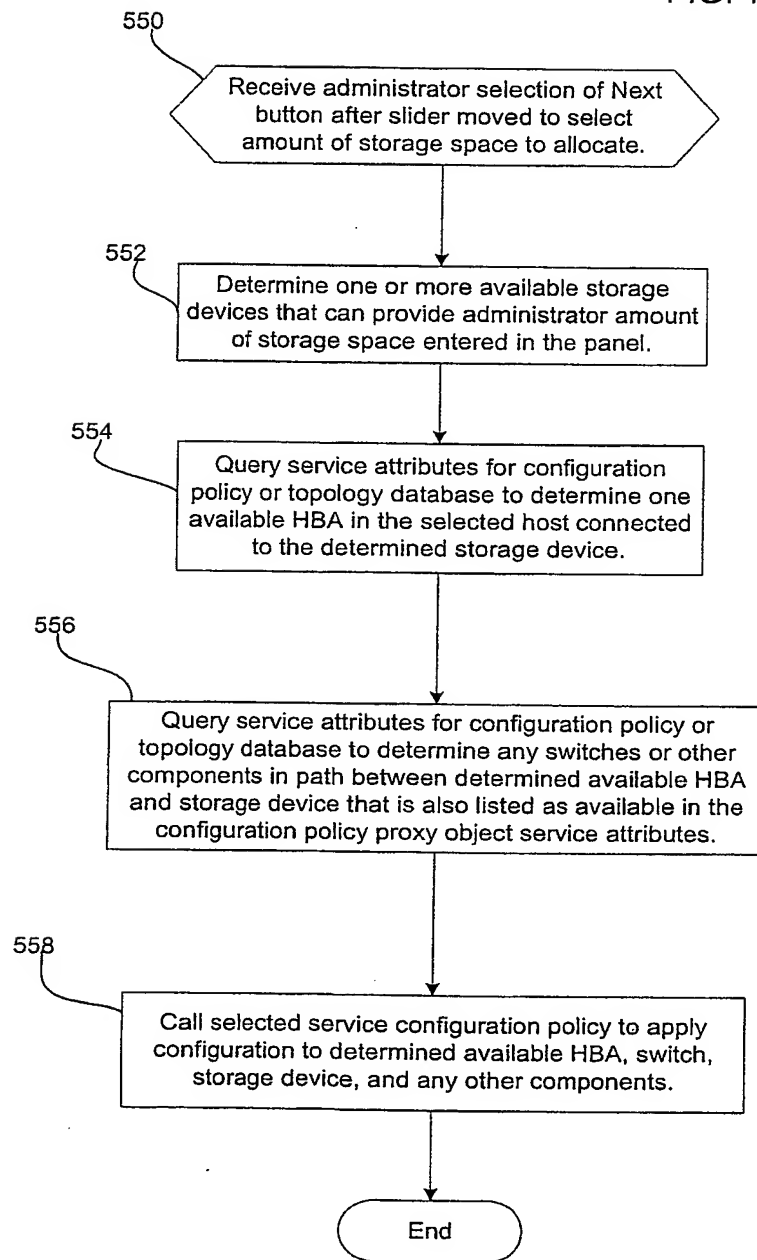 550
Receive administrator selection of Next
button after slider moved to select
amount of storage space to allocate.
552
Determine one or more available storage
devices that can provide administrator amount
of storage space entered in the panel.
554
Query service attributes for configuration
policy or topology database to determine one
available HBA in the selected host connected
to the determined storage device.
556
Query service attributes for configuration policy or
topology database to determine any switches or other
components in path between determined available HBA
and storage device that is also listed as available in the
configuration policy proxy object service attributes.
558
Call selected service configuration policy to apply
configuration to determined available HBA, switch,
storage device, and any other components.
End